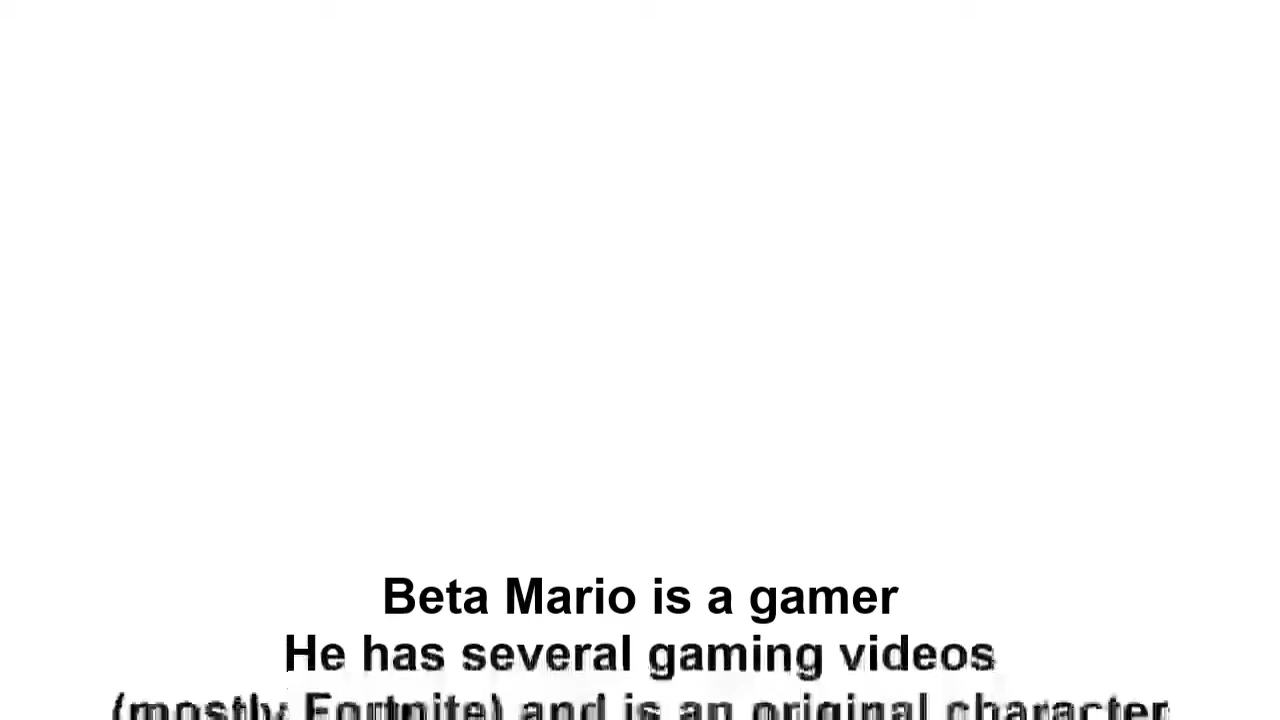 Beta Mario is a gamer
He has several gaming videos
(mostly Fortnite) and is an original character